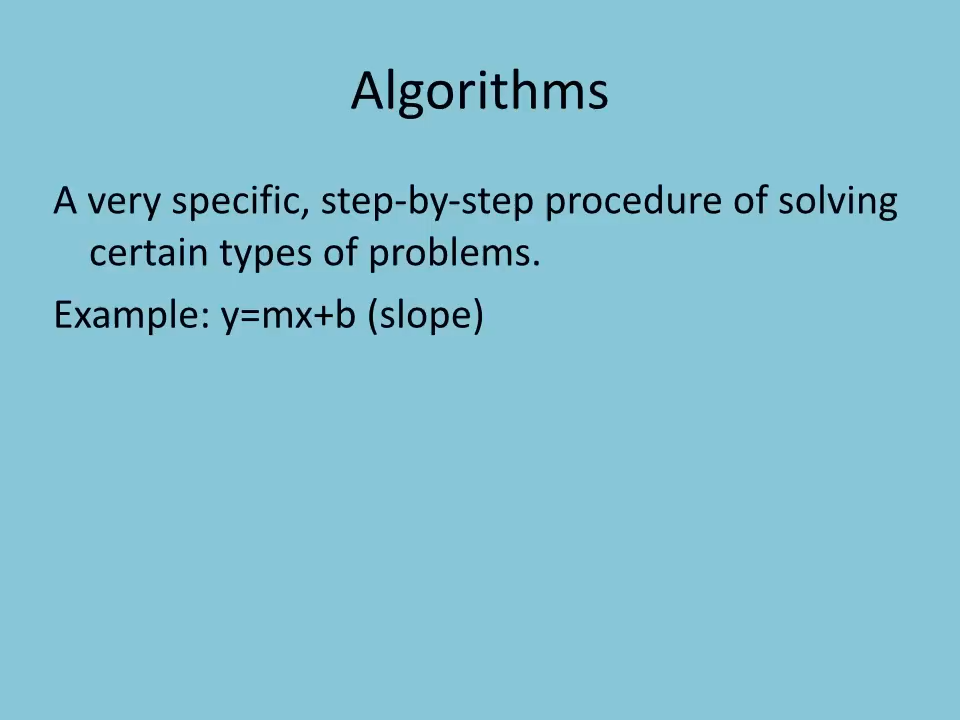 Algorithms
A very specific, step-by-step procedure of solving
certain types of problems.
Example: y=mx+b (slope)